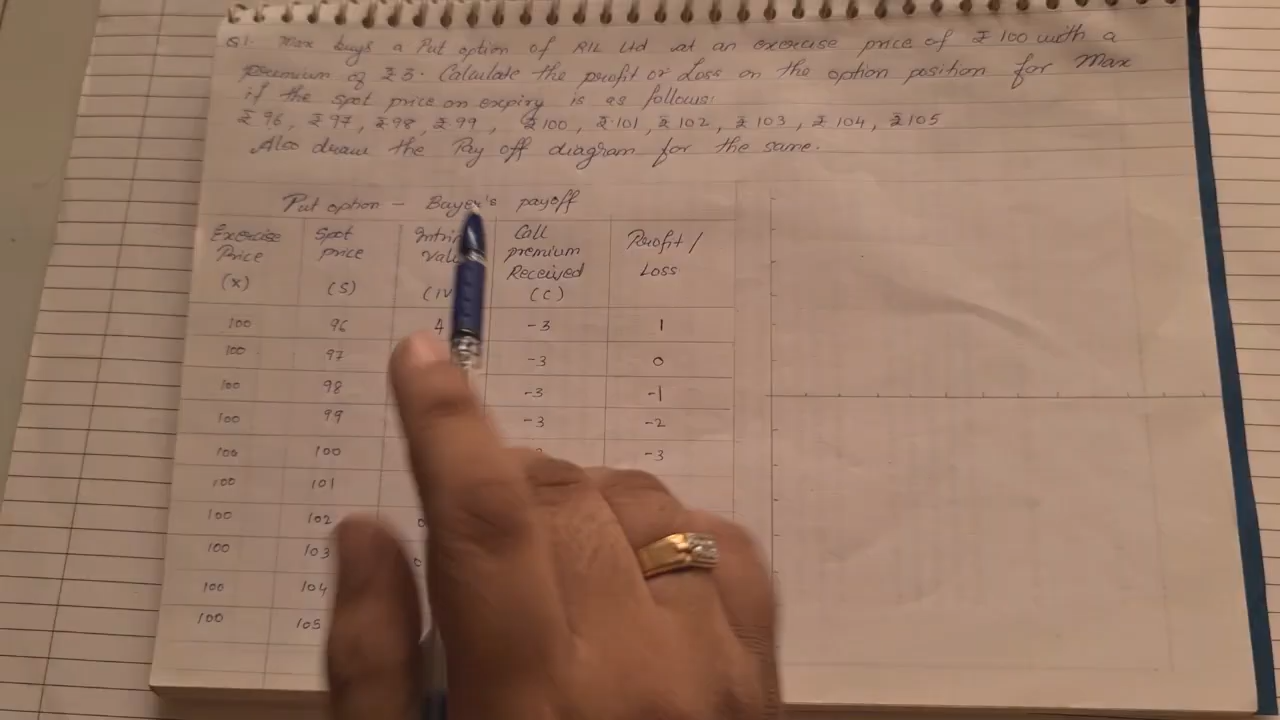 Q1. Max buys a Put option of RIL Ltd at an exercise price of ₹100 with a
premium of ₹3. Calculate the profit or Loss on the option position for Max
if the spot price on expiry is as follows:
₹96, ₹97, ₹98, ₹99, ₹100, ₹101, ₹102, ₹103, ₹104, ₹105
Also draw the Pay off diagram for the same.
Put option - Buyer's payoff
Exercise Price (X) Spot price (S) (IV Call premium Received (C) Profit / Loss
100 96 4 -3 1
100 97 -3 0
100 98 -3 -1
100 99 -3 -2
100 100 -3
100 101
100 102 0
100 103 0
100 104
100 105